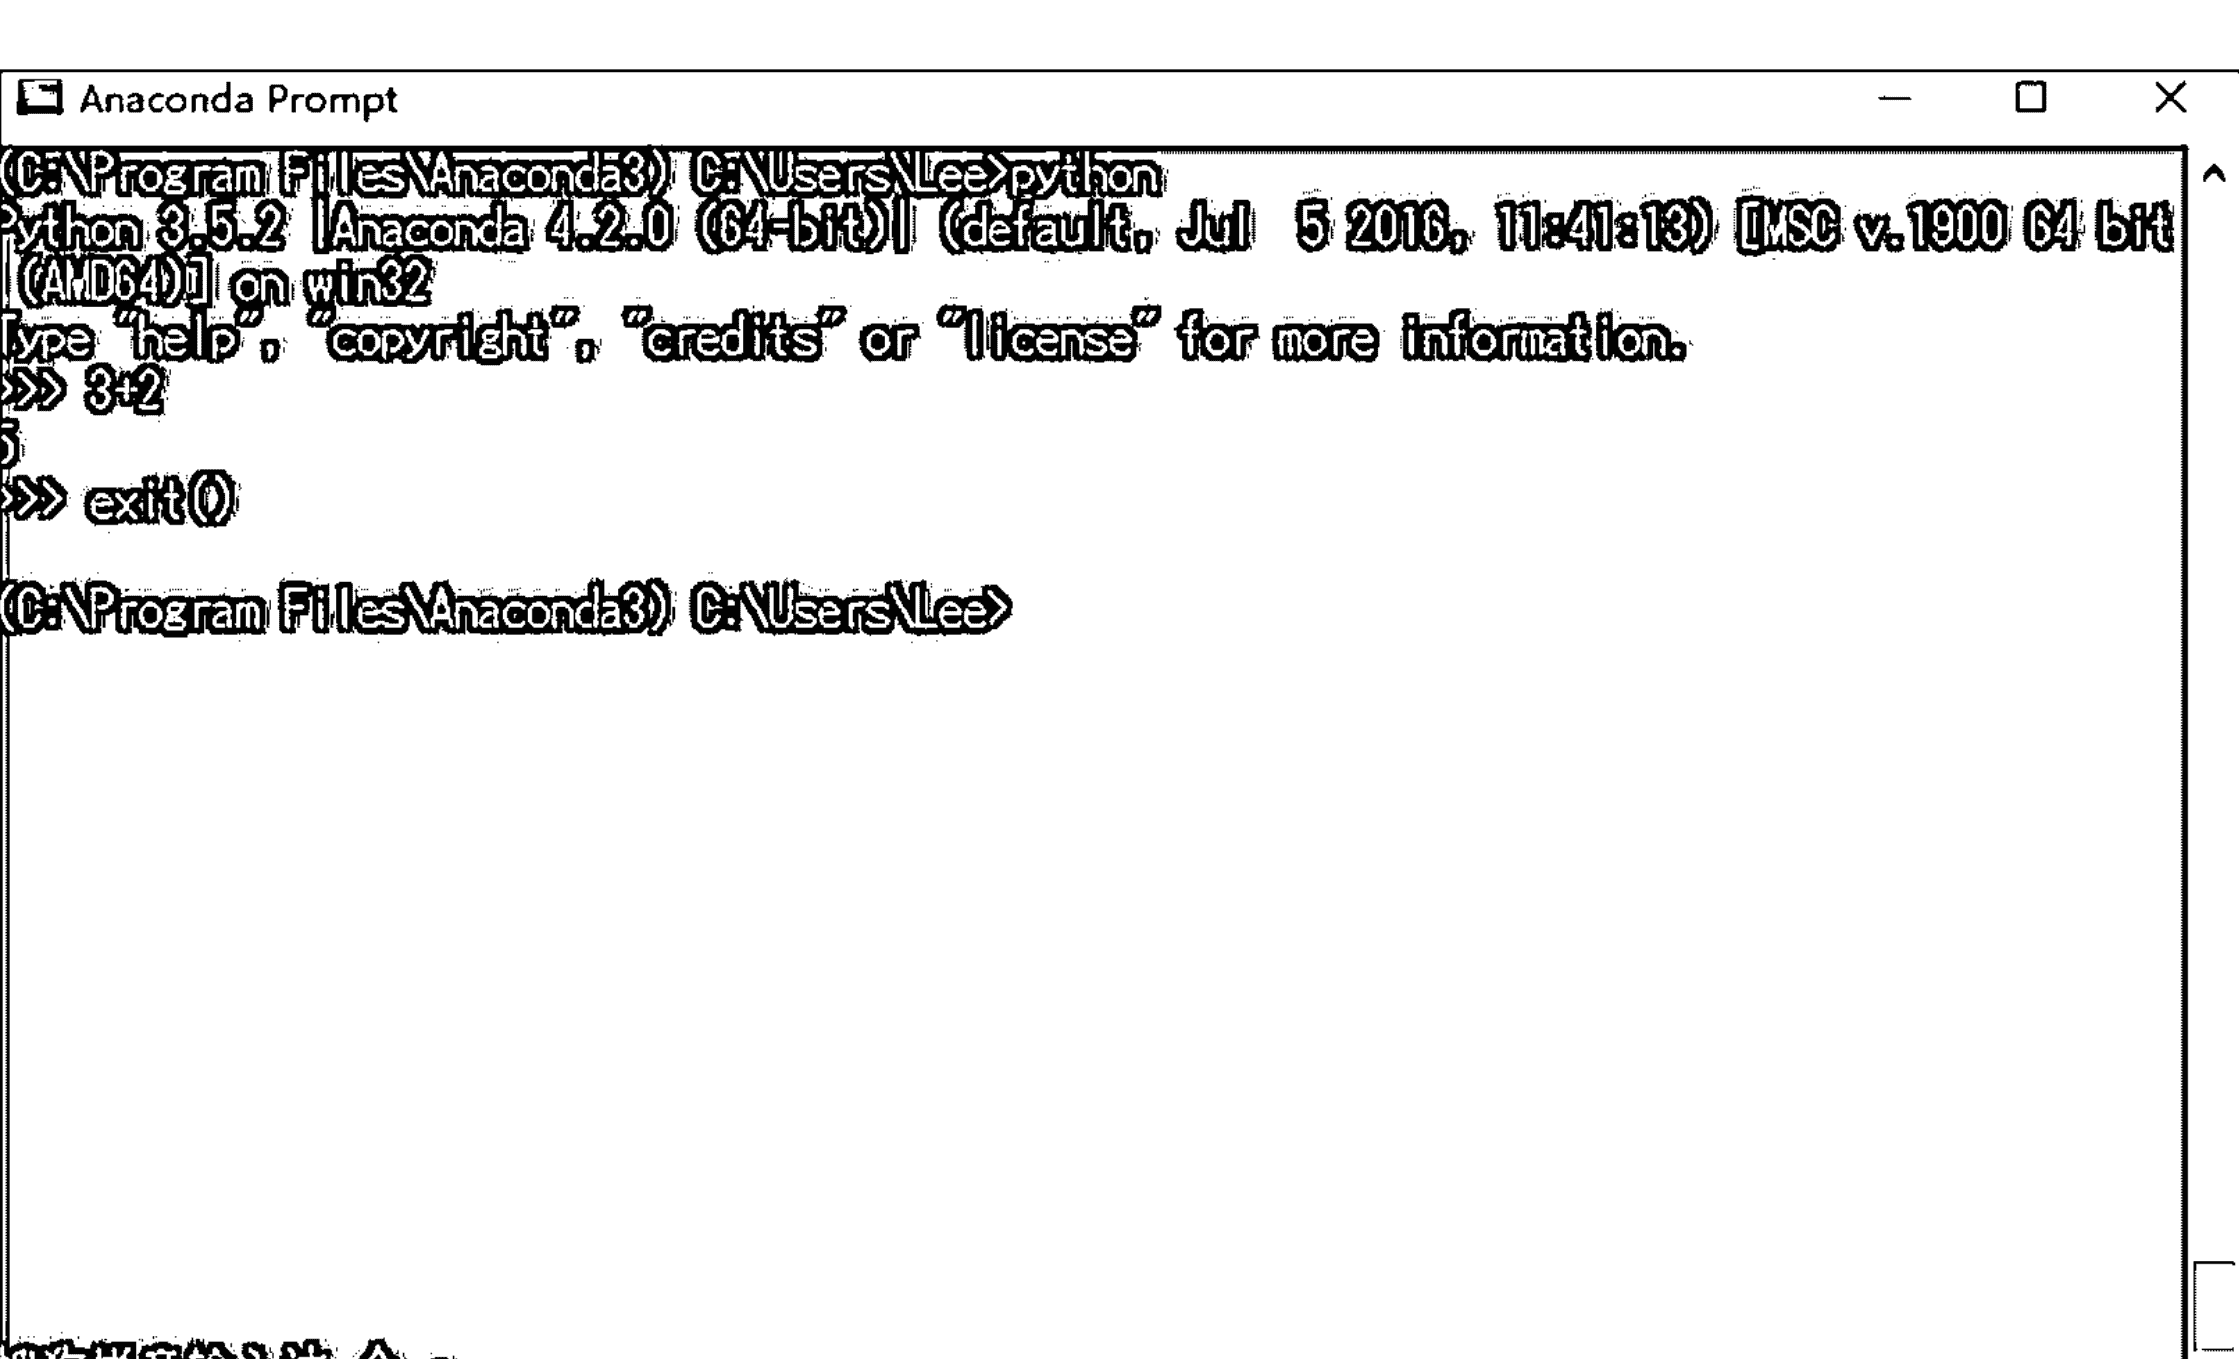 Anaconda Prompt
(C:\Program Files\Anaconda3) C:\Users\Lee>python
Python 3.5.2 |Anaconda 4.2.0 (64-bit)| (default, Jul  5 2016, 11:41:13) [MSC v.1900 64 bit
 (AMD64)] on win32
Type "help", "copyright", "credits" or "license" for more information.
>>> 3+2
5
>>> exit()
(C:\Program Files\Anaconda3) C:\Users\Lee>